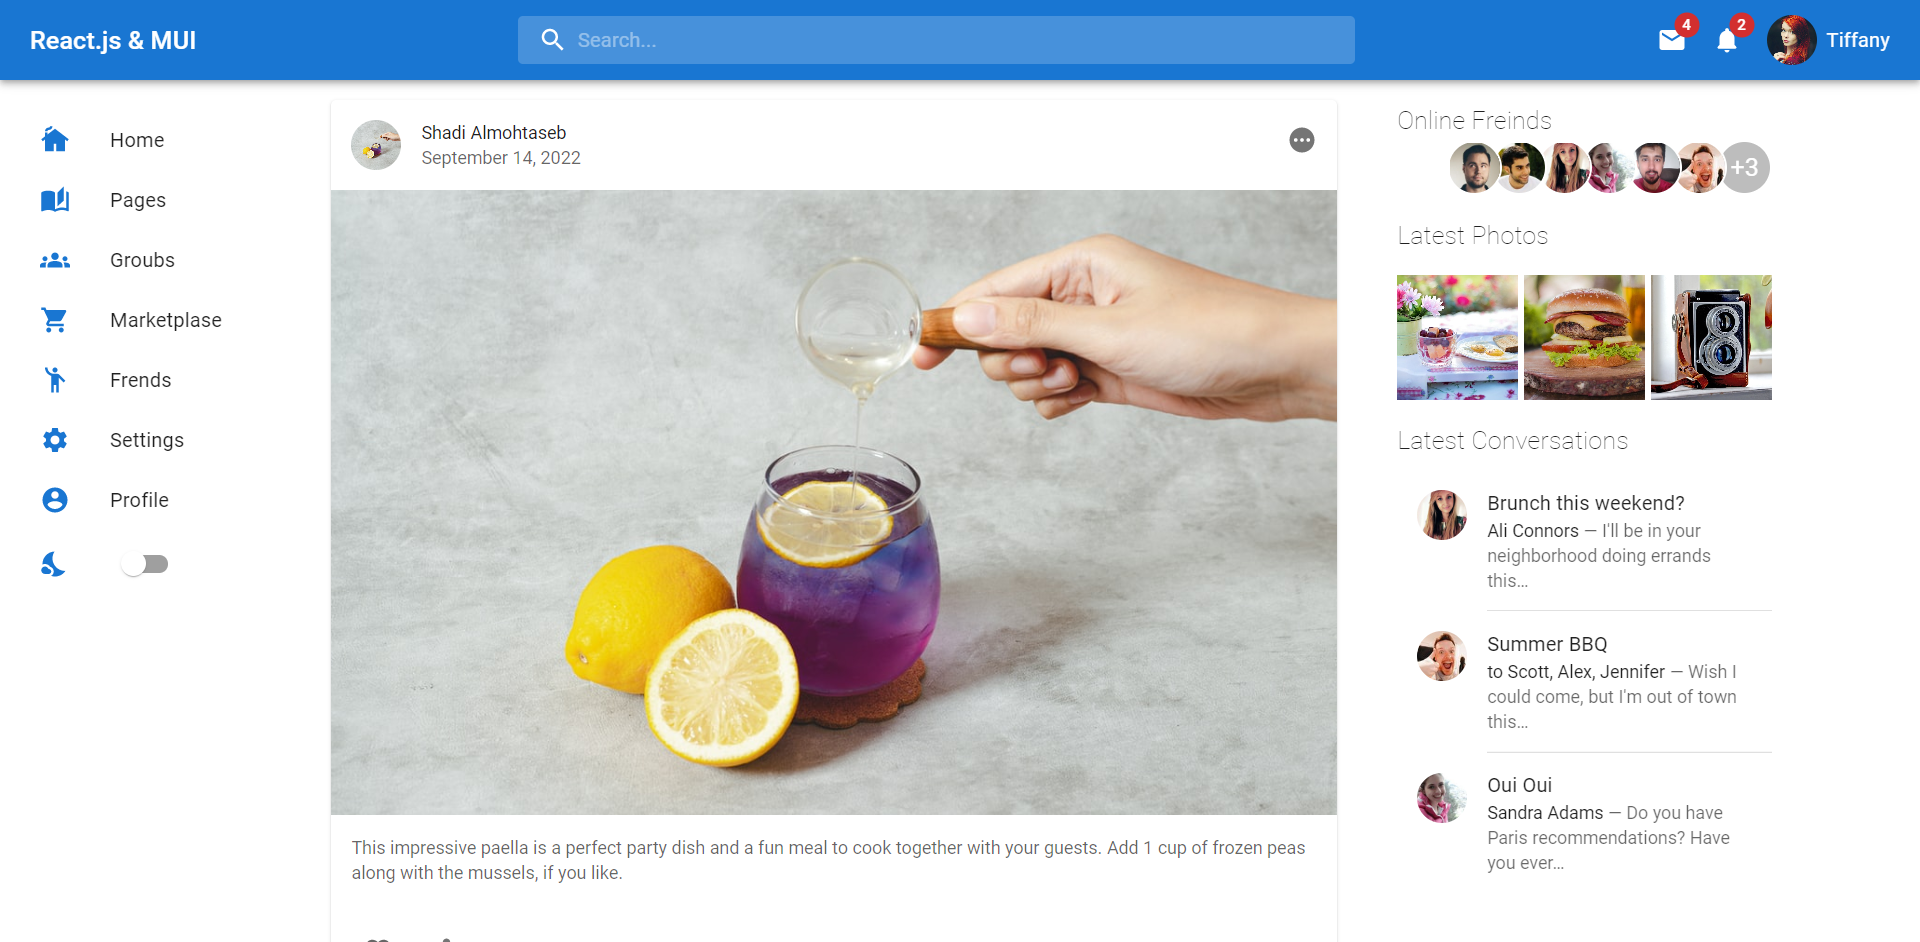 React.js & MUI
Search...
4
2
Tiffany
Home
Pages
Groubs
Marketplase
Frends
Settings
Profile
Shadi Almohtaseb
September 14, 2022
This impressive paella is a perfect party dish and a fun meal to cook together with your guests. Add 1 cup of frozen peas
along with the mussels, if you like.
Online Freinds
+3
Latest Photos
Latest Conversations
Brunch this weekend?
Ali Connors — I'll be in your
neighborhood doing errands
this…
Summer BBQ
to Scott, Alex, Jennifer — Wish I
could come, but I'm out of town
this…
Oui Oui
Sandra Adams — Do you have
Paris recommendations? Have
you ever…